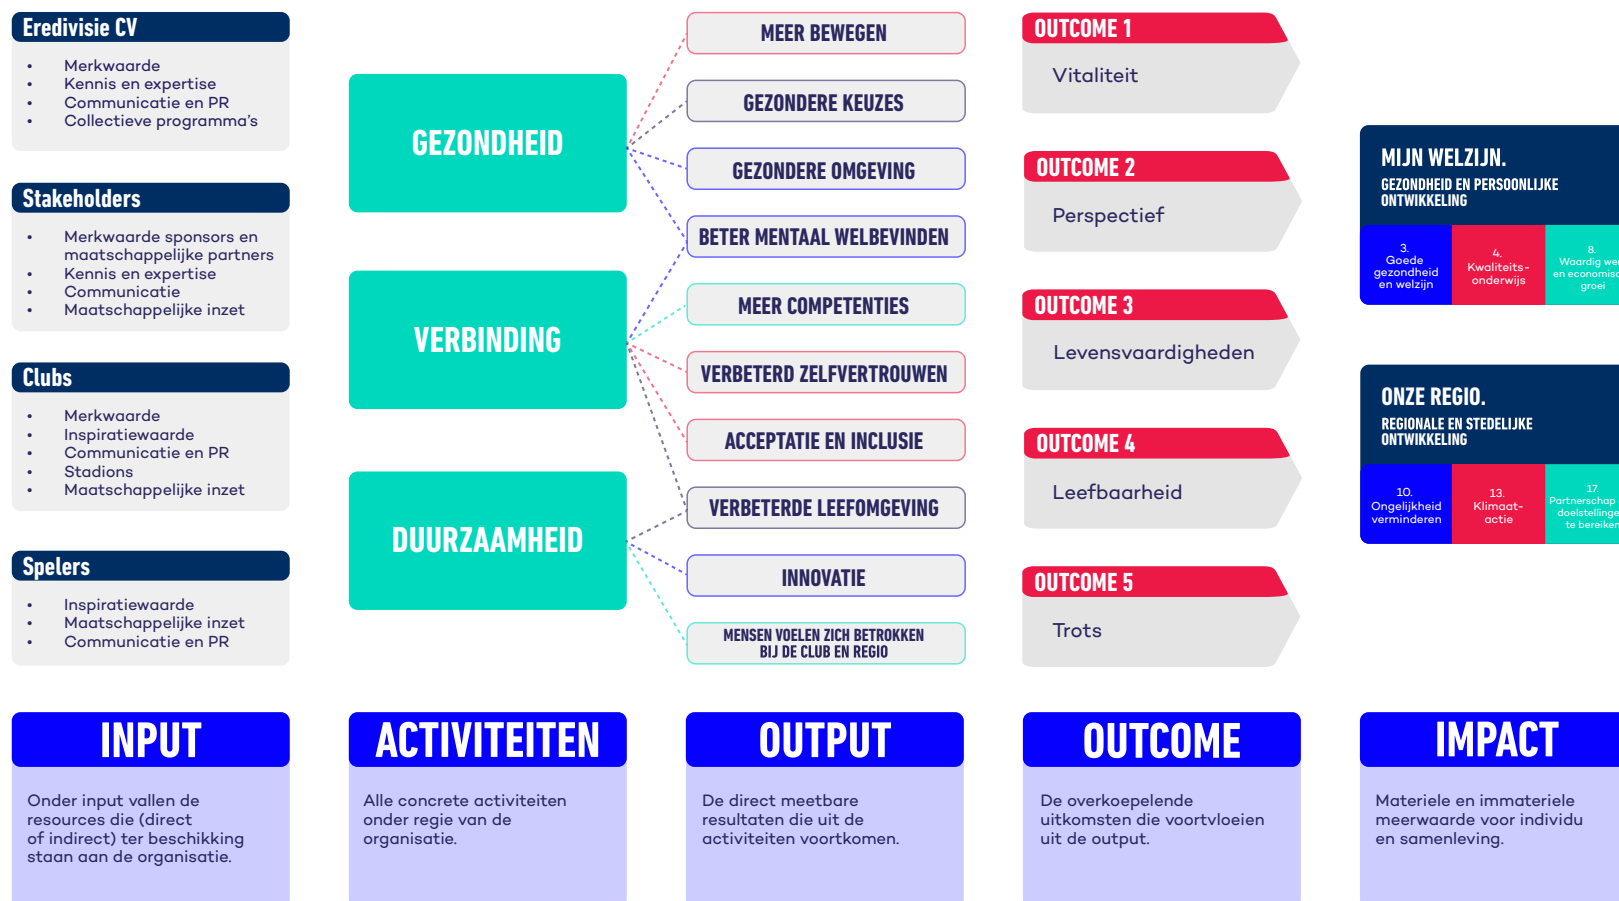 Eredivisie CV
• Merkwaarde
• Kennis en expertise
• Communicatie en PR
• Collectieve programma's
Stakeholders
• Merkwaarde sponsors en
maatschappelijke partners
• Kennis en expertise
• Communicatie
• Maatschappelijke inzet
Clubs
• Merkwaarde
• Inspiratiewaarde
• Communicatie en PR
• Stadions
• Maatschappelijke inzet
Spelers
• Inspiratiewaarde
• Maatschappelijke inzet
• Communicatie en PR
GEZONDHEID
VERBINDING
DUURZAAMHEID
MEER BEWEGEN
GEZONDERE KEUZES
GEZONDERE OMGEVING
BETER MENTAAL WELBEVINDEN
MEER COMPETENTIES
VERBETERD ZELFVERTROUWEN
ACCEPTATIE EN INCLUSIE
VERBETERDE LEEFOMGEVING
INNOVATIE
MENSEN VOELEN ZICH BETROKKEN
BIJ DE CLUB EN REGIO
OUTCOME 1
Vitaliteit
OUTCOME 2
Perspectief
OUTCOME 3
Levensvaardigheden
OUTCOME 4
Leefbaarheid
OUTCOME 5
Trots
MIJN WELZIJN.
GEZONDHEID EN PERSOONLIJKE
ONTWIKKELING
3.
Goede
gezondheid
en welzijn
4.
Kwaliteits-
onderwijs
8.
Waardig
en
groei
ONZE REGIO.
REGIONALE EN STEDELIJKE
ONTWIKKELING
10.
Ongelijkheid
verminderen
13.
Klimaat-
actie
17.
Partnerschap
te
INPUT
Onder input vallen de
resources die (direct
of indirect) ter beschikking
staan aan de organisatie.
ACTIVITEITEN
Alle concrete activiteiten
onder regie van de
organisatie.
OUTPUT
De direct meetbare
resultaten die uit de
activiteiten voortkomen.
OUTCOME
De overkoepelende
uitkomsten die voortvloeien
uit de output.
IMPACT
Materiele en immateriele
meerwaarde voor individu
en samenleving.